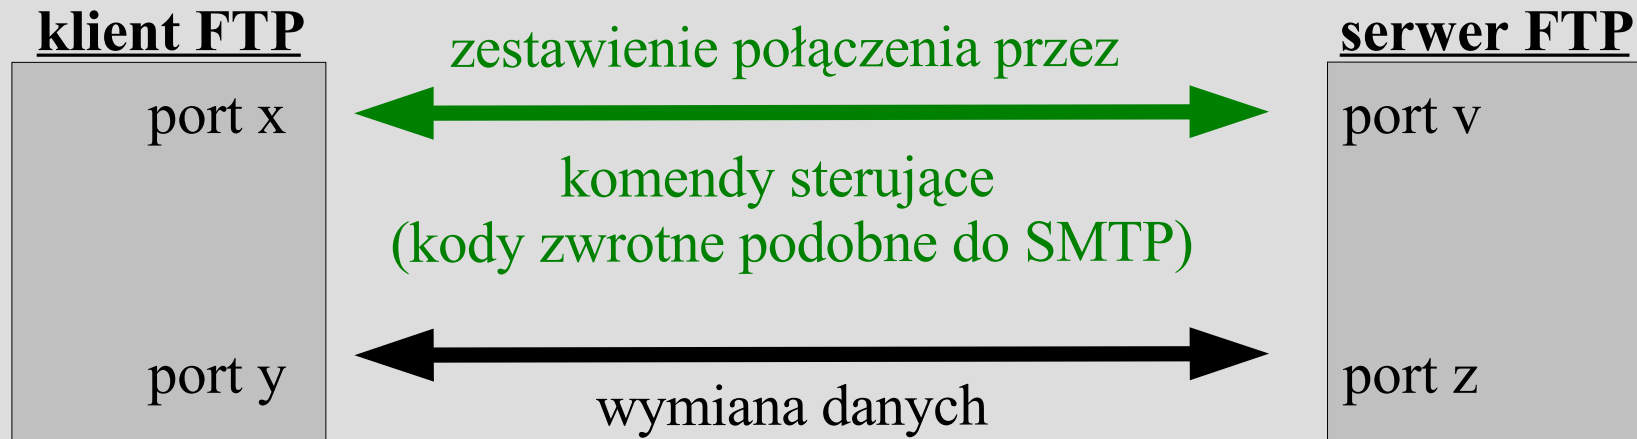 klient FTP
zestawienie połączenia przez
serwer FTP
port x
port v
komendy sterujące
(kody zwrotne podobne do SMTP)
port y
port z
wymiana danych